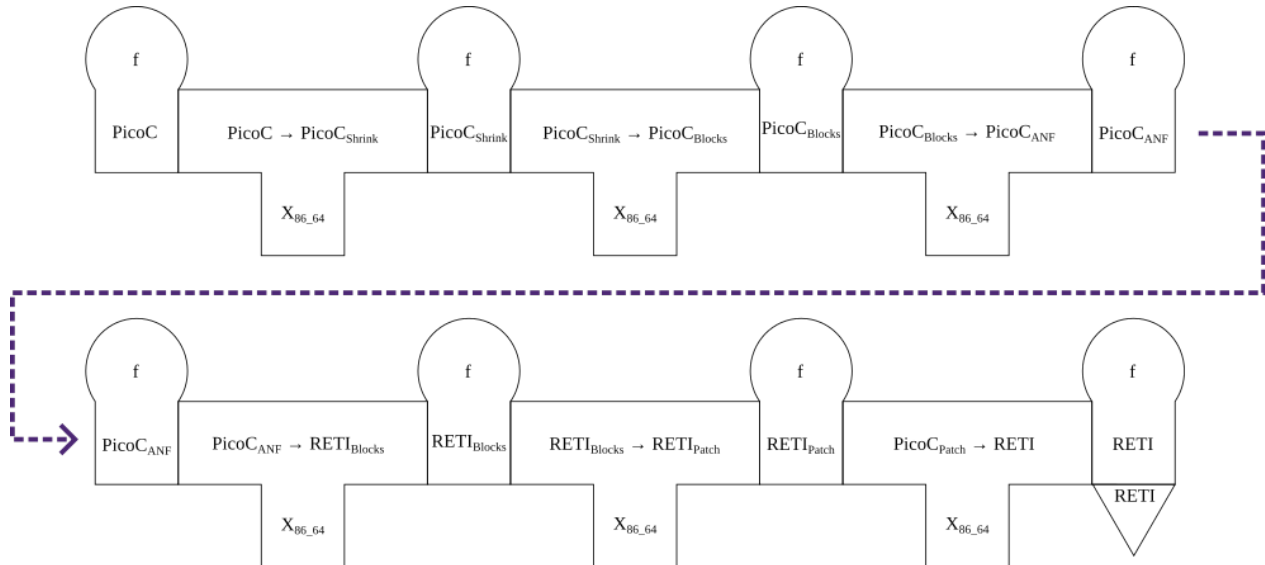 f
f
f
f
PicoC
PicoC → PicoC_Shrink
PicoC_Shrink
PicoC_Shrink → PicoC_Blocks
PicoC_Blocks
PicoC_Blocks → PicoC_ANF
PicoC_ANF
X_86_64
X_86_64
X_86_64
f
f
f
f
PicoC_ANF
PicoC_ANF → RETI_Blocks
RETI_Blocks
RETI_Blocks → RETI_Patch
RETI_Patch
PicoC_Patch → RETI
RETI
RETI
X_86_64
X_86_64
X_86_64